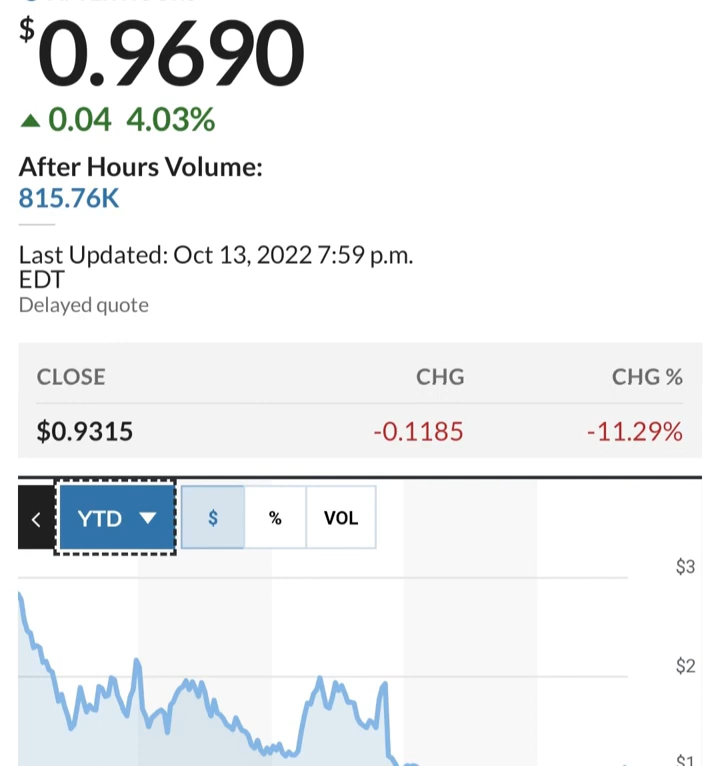 $0.9690
▲ 0.04 4.03%
After Hours Volume:
815.76K
Last Updated: Oct 13, 2022 7:59 p.m.
EDT
Delayed quote
CLOSE CHG CHG %
$0.9315 -0.1185 -11.29%
YTD $ % VOL
$3
$2
$1